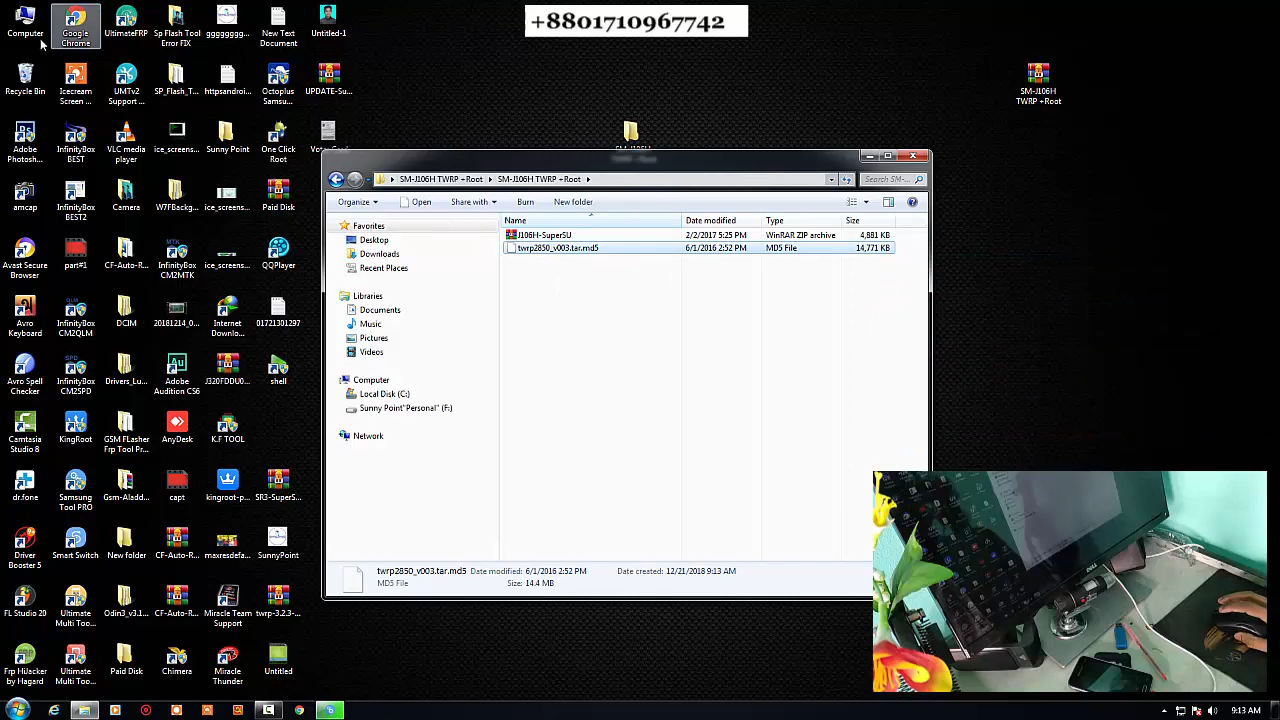 +8801710967742
Computer
Google Chrome
UltimateFRP
Sp Flash Tool Error FIX
ggggggg...
New Text Document
Untitled-1
SM-J106H TWRP +Root
Recycle Bin
Icecream Screen ...
UMTv2 Support ...
SP_Flash_T...
httpsandroi...
Octoplus Samsu...
UPDATE-Su...
Adobe Photosh...
InfinityBox BEST
VLC media player
ice_screens...
Sunny Point
One Click Root
amcap
InfinityBox BEST2
Camera
W7FBackg...
ice_screens...
Paid Disk
Avast Secure Browser
part#1
CF-Auto-R...
InfinityBox CM2MTK
ice_screens...
QQPlayer
Avro Keyboard
InfinityBox CM2QLM
DCIM
20181214_0...
Internet Downlo...
01721301297
Avro Spell Checker
InfinityBox CM2SPD
Drivers_Lu...
Adobe Audition CS6
J320FDDU0...
shell
Camtasia Studio 8
KingRoot
GSM FLasher Frp Tool Pr...
AnyDesk
K.F TOOL
dr.fone
Samsung Tool PRO
Gsm-Aladd...
capt
kingroot-p...
SR3-SuperS...
Driver Booster 5
Smart Switch
New folder
CF-Auto-R...
maxresdefa...
SunnyPoint
FL Studio 20
Ultimate Multi Too...
Odin3_v3.1...
CF-Auto-R...
Miracle Team Support
twrp-3.2.3-...
Frp HiJacker by Hagard
Ultimate Multi Too...
Paid Disk
Chimera
Miracle Thunder
Untitled
SM-J106H TWRP +Root
SM-J106H TWRP +Root
Search SM-...
Organize
Open
Share with
Burn
New folder
Name
Date modified
Type
Size
J106H-SuperSU
2/2/2017 5:25 PM
WinRAR ZIP archive
4,881 KB
twrp2850_v003.tar.md5
6/1/2016 2:52 PM
MD5 File
14,771 KB
Favorites
Desktop
Downloads
Recent Places
Libraries
Documents
Music
Pictures
Videos
Computer
Local Disk (C:)
Sunny Point"Personal" (F:)
Network
twrp2850_v003.tar.md5
Date modified: 6/1/2016 2:52 PM
Date created: 12/21/2018 9:13 AM
MD5 File
Size: 14.4 MB
9:13 AM